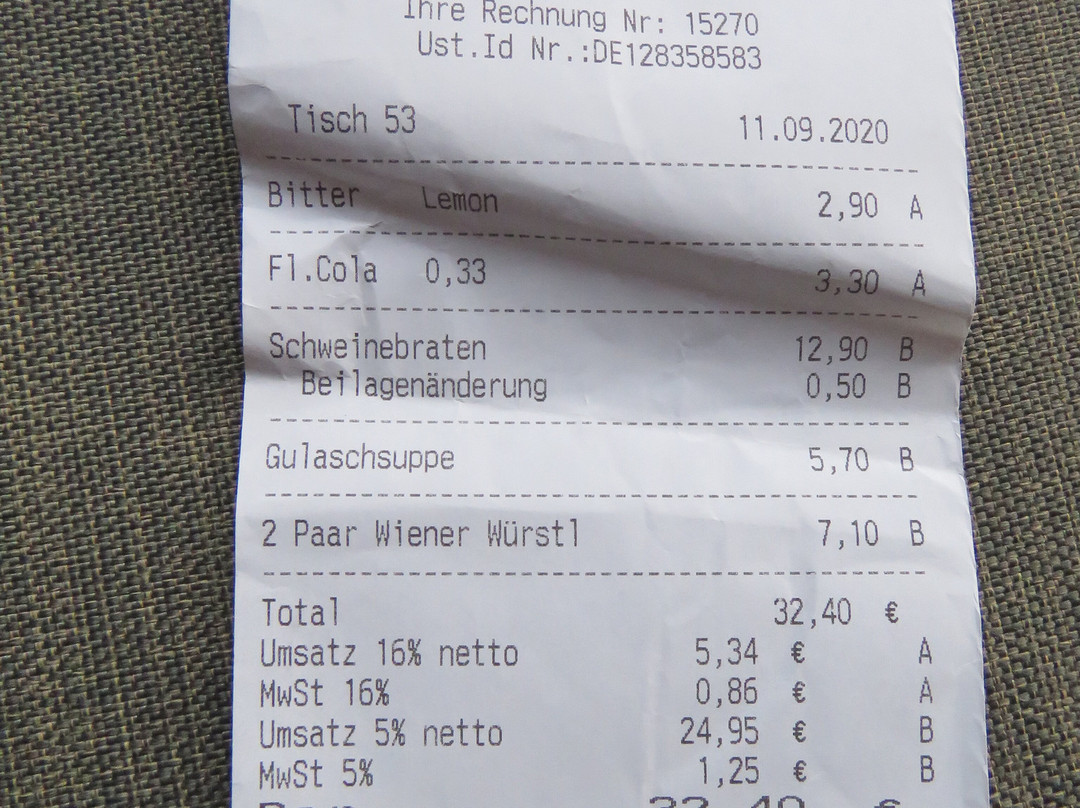 Ihre Rechnung Nr: 15270
Ust.Id Nr.:DE128358583
Tisch 53 11.09.2020
Bitter Lemon 2,90 A
Fl.Cola 0,33 3,30 A
Schweinebraten 12,90 B
Beilagenänderung 0,50 B
Gulaschsuppe 5,70 B
2 Paar Wiener Würstl 7,10 B
Total 32,40 €
Umsatz 16% netto 5,34 € A
MwSt 16% 0,86 € A
Umsatz 5% netto 24,95 € B
MwSt 5% 1,25 € B
32,40 €